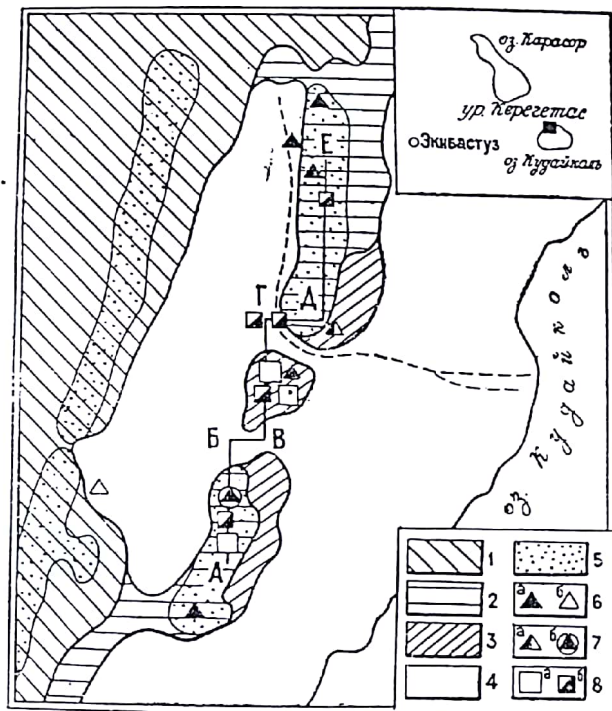 оз. Карасор
ур. Керегетас
Экибастуз
оз Кудайколь
Е
Г
Д
Б
В
А
оз. Кудайколь
1
5
2
а б 6
3
а б 7
4
а б 8